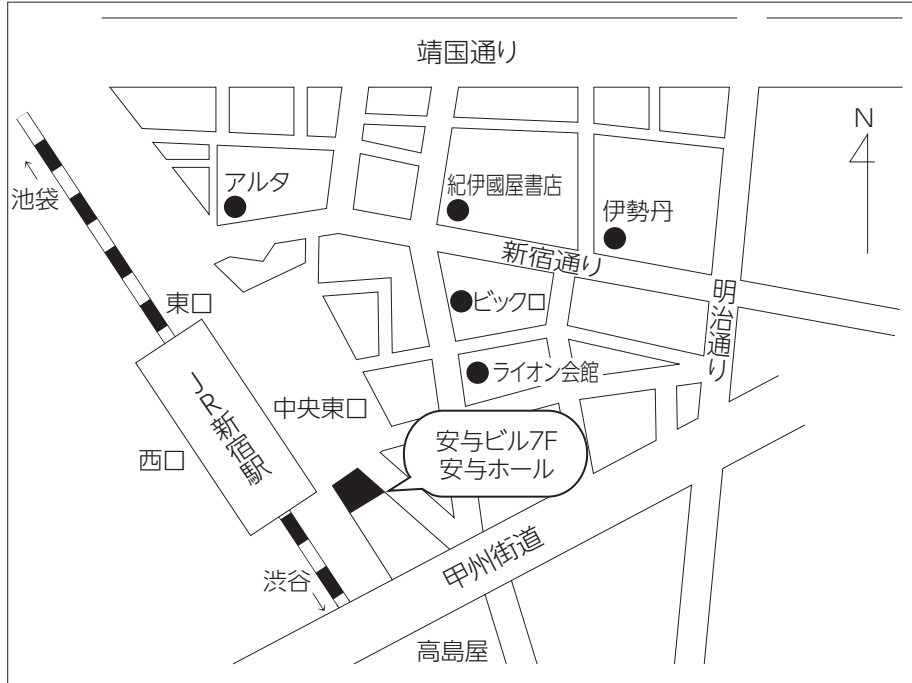 靖国通り
N
池袋
アルタ
紀伊國屋書店
伊勢丹
新宿通り
東口
ビックロ
明治通り
JR新宿駅
中央東口
ライオン会館
西口
安与ビル7F
安与ホール
甲州街道
渋谷
高島屋